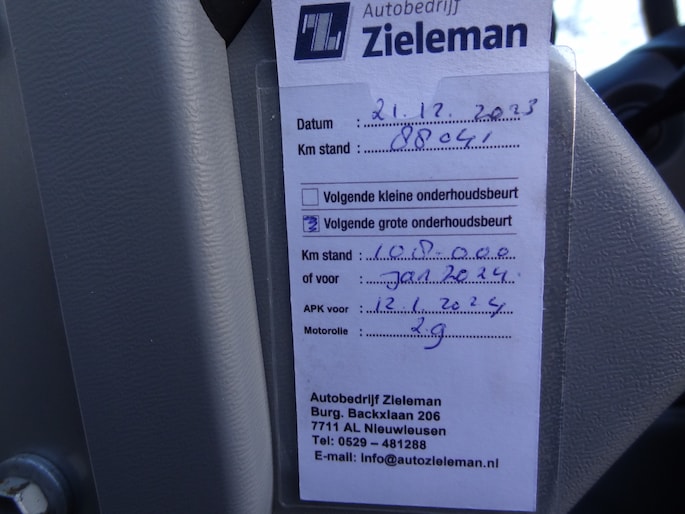 Autobedrijf
Zieleman
Datum : 21.12.2023
Km stand : 88041
Volgende kleine onderhoudsbeurt
Volgende grote onderhoudsbeurt
Km stand : 108.000
of voor : jan 2024
APK voor : 12.1.2024
Motorolie :
Autobedrijf Zieleman
Burg. Backxlaan 206
7711 AL Nieuwleusen
Tel: 0529 – 481288
E-mail: info@autozieleman.nl